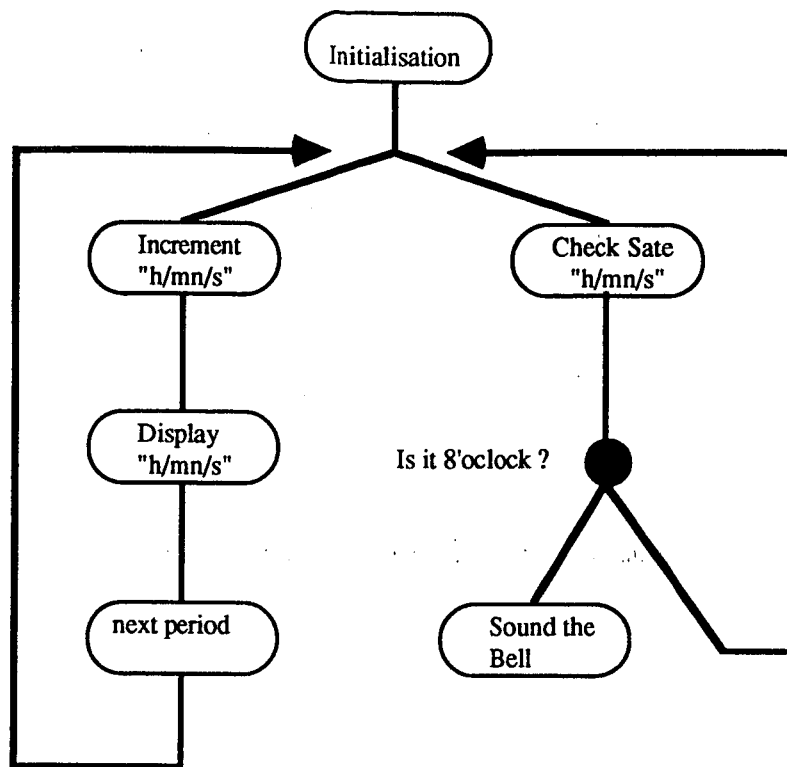 Initialisation
Increment
"h/mn/s"
Check Sate
"h/mn/s"
Display
"h/mn/s"
Is it 8'oclock ?
next period
Sound the
Bell